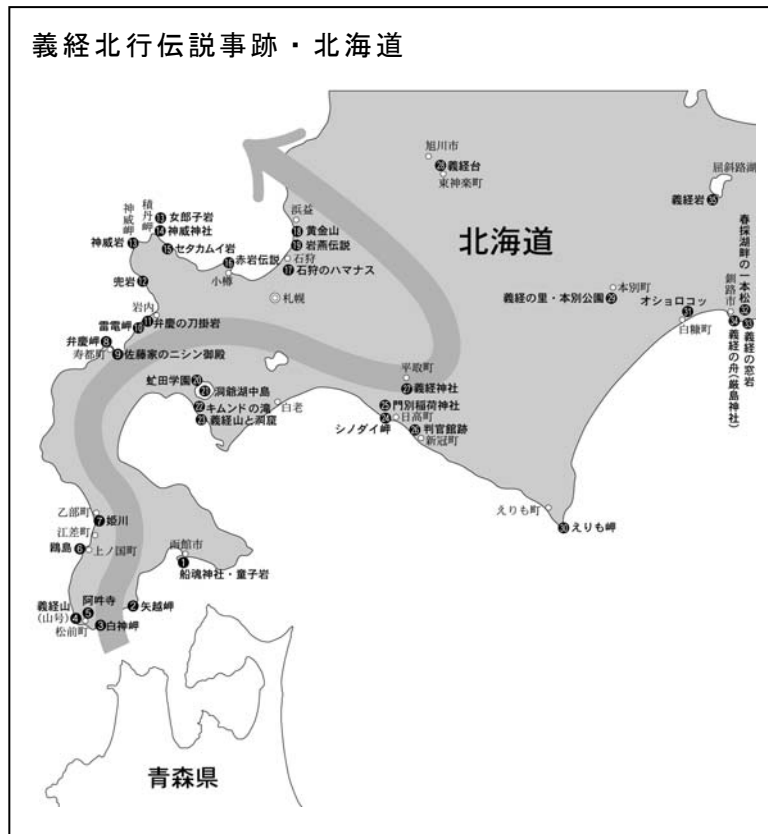 義経北行伝説事跡・北海道
旭川市
㉘義経台
東神楽町
屈斜路湖
義経岩
㉟
神威岬
積丹岬
⑬女郎子岩
⑭神威神社
神威岩⑬
⑮セタカムイ岩
⑯赤岩伝説
小樽
浜益
⑱黄金山
⑲岩燕伝説
石狩
⑰石狩のハマナス
札幌
北海道
兜岩⑫
岩内
⑪弁慶の刀掛岩
雷電岬⑩
弁慶岬⑧
寿都町
⑨佐藤家のニシン御殿
本別町
義経の里・本別公園㉙
オショロコッ
㉛
白糠町
釧路市
春採湖畔の一本松㉜
㉝義経の窓岩
㉞義経の舟(厳島神社)
虻田学園⑳
㉑洞爺湖中島
㉒キムンドの滝
㉓義経山と洞窟
白老
平取町
㉗義経神社
㉕門別稲荷神社
㉔日高町
シノダイ岬
㉖判官館跡
新冠町
えりも町
㉚えりも岬
乙部町
⑦姫川
江差町
鴎島⑥
上ノ国町
函館市
①
船魂神社・童子岩
義経山
(山号)
④
阿吽寺
⑤
②矢越岬
松前町
③白神岬
青森県